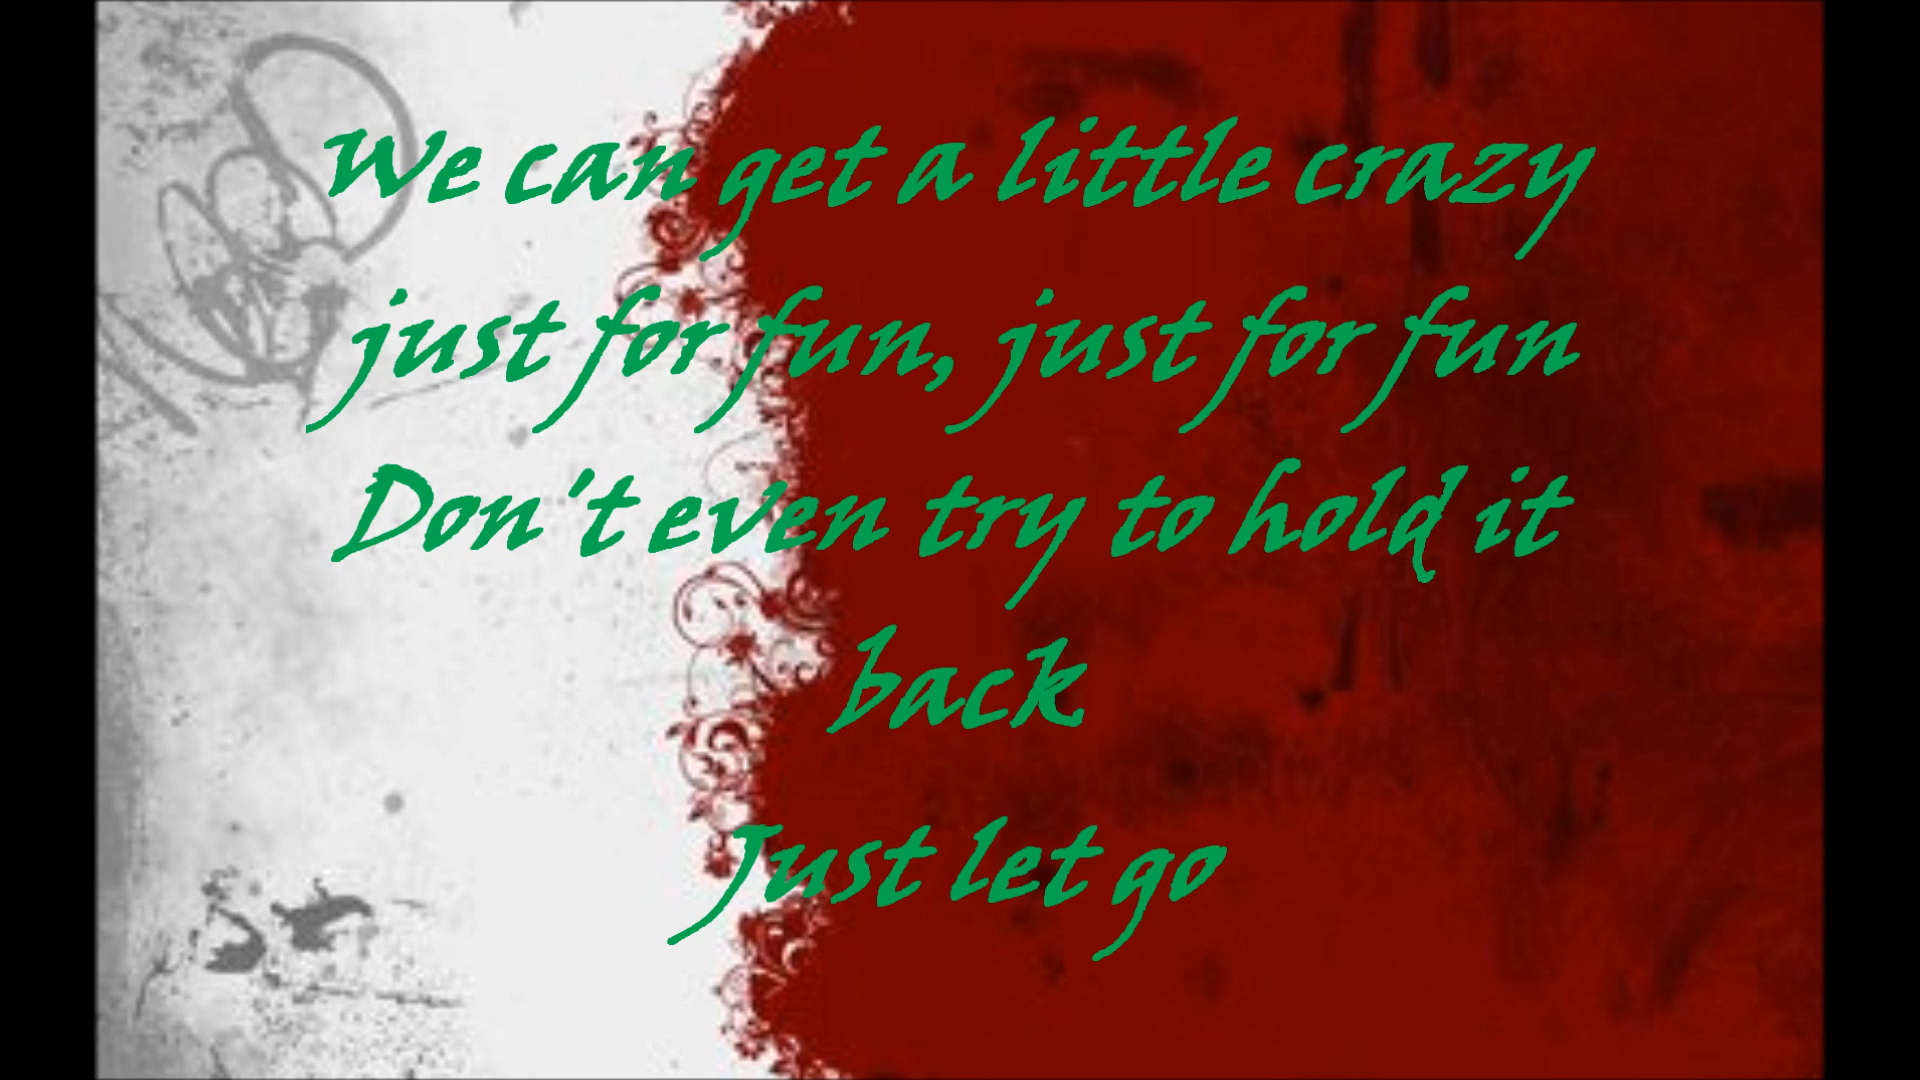 We can get a little crazy
just for fun, just for fun
Don't even try to hold it
back
Just let go